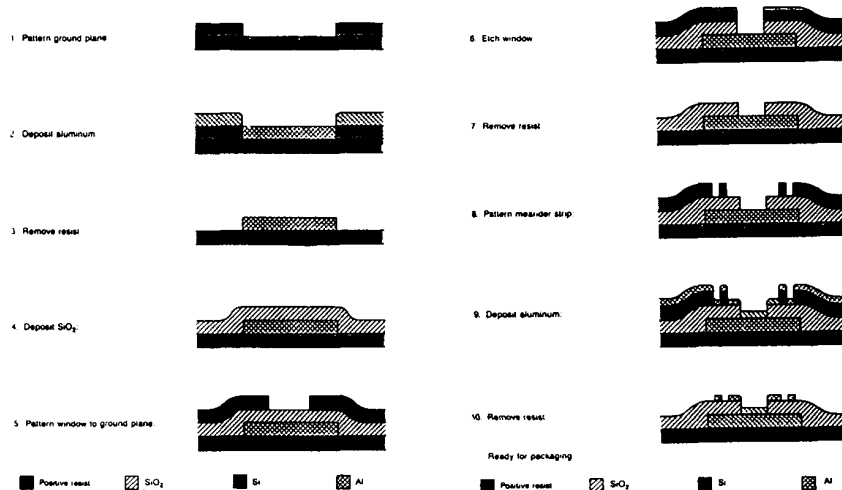 1. Pattern ground plane
2. Deposit aluminum
3. Remove resist
4. Deposit SiO₂:
5. Pattern window to ground plane.
Positive resist SiO₂ Si Al
6. Etch window
7. Remove resist
8. Pattern meander strip:
9. Deposit aluminum:
10. Remove resist
Ready for packaging
Positive resist SiO₂ Si Al